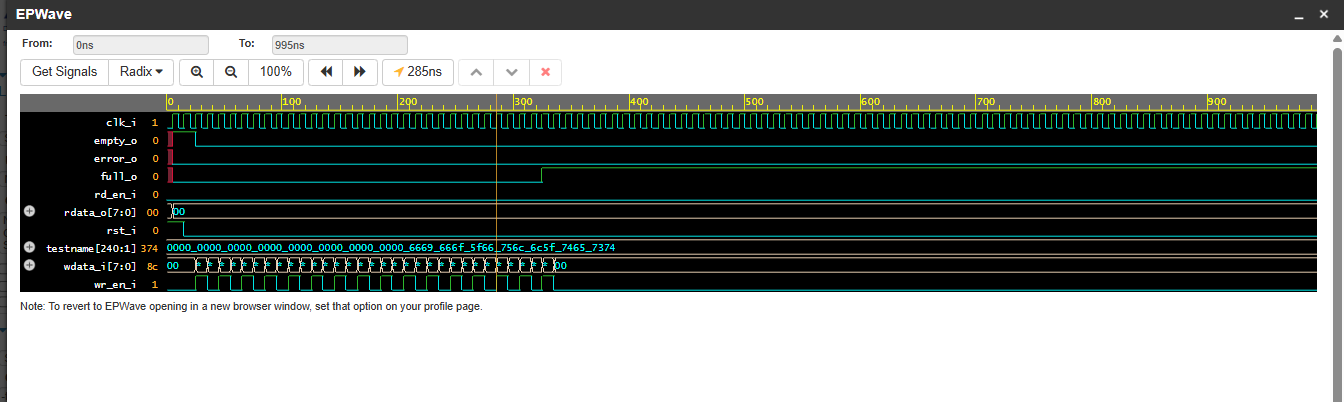 EPWave
From: 0ns To: 995ns
Get Signals Radix 100% 285ns
0 100 200 300 400 500 600 700 800 900
clk_i 1
empty_o 0
error_o 0
full_o 0
rd_en_i 0
rdata_o[7:0] 00 00
rst_i 0
testname[240:1] 374 0000_0000_0000_0000_0000_0000_0000_0000_6669_666f_5f66_756c_6c5f_7465_7374
wdata_i[7:0] 8c 00 * * * * * * * * * * * * * * * * * * * * * * * * * * * * * * 00
wr_en_i 1
Note: To revert to EPWave opening in a new browser window, set that option on your profile page.